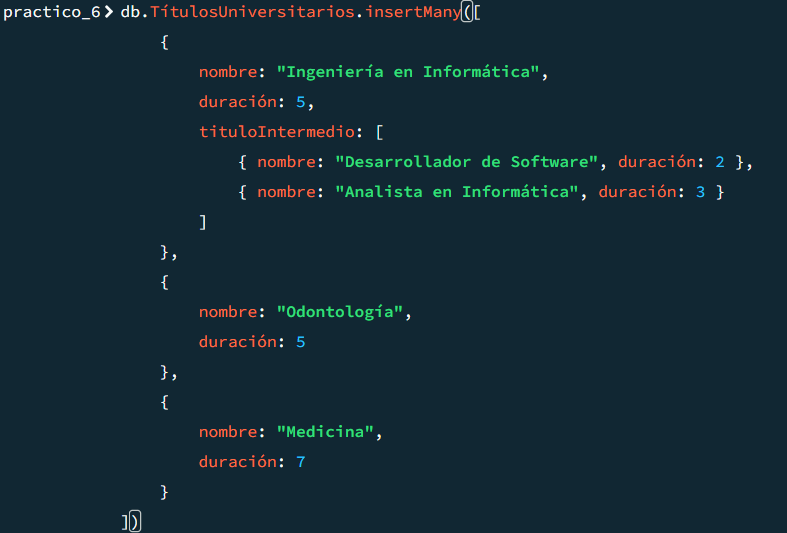 practico_6> db.TítulosUniversitarios.insertMany([
{
nombre: "Ingeniería en Informática",
duración: 5,
tituloIntermedio: [
{ nombre: "Desarrollador de Software", duración: 2 },
{ nombre: "Analista en Informática", duración: 3 }
]
},
{
nombre: "Odontología",
duración: 5
},
{
nombre: "Medicina",
duración: 7
}
])